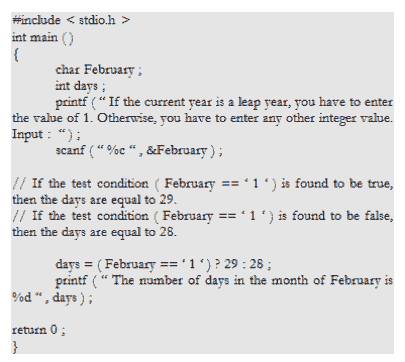 #include < stdio.h >
int main ()
{
char February ;
int days ;
printf ( “ If the current year is a leap year, you have to enter
the value of 1. Otherwise, you have to enter any other integer value.
Input : “) ;
scanf ( “ %c “ , &February ) ;
// If the test condition ( February == ‘ 1 ‘ ) is found to be true,
then the days are equal to 29.
// If the test condition ( February == ‘ 1 ‘ ) is found to be false,
then the days are equal to 28.
days = ( February == ‘ 1 ‘ ) ? 29 : 28 ;
printf ( “ The number of days in the month of February is
%d “ , days ) ;
return 0 ;
}